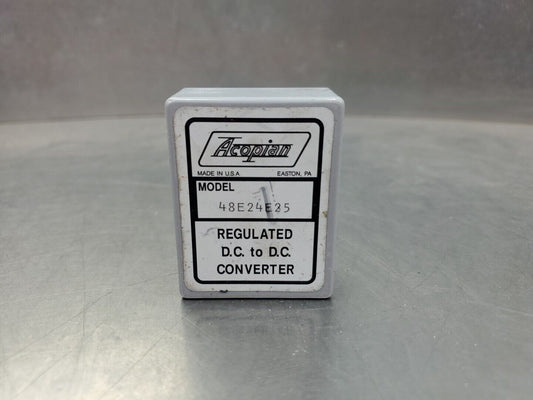 Acopian
MADE IN U.S.A. EASTON, PA
MODEL
48E24E25
REGULATED
D.C. to D.C.
CONVERTER